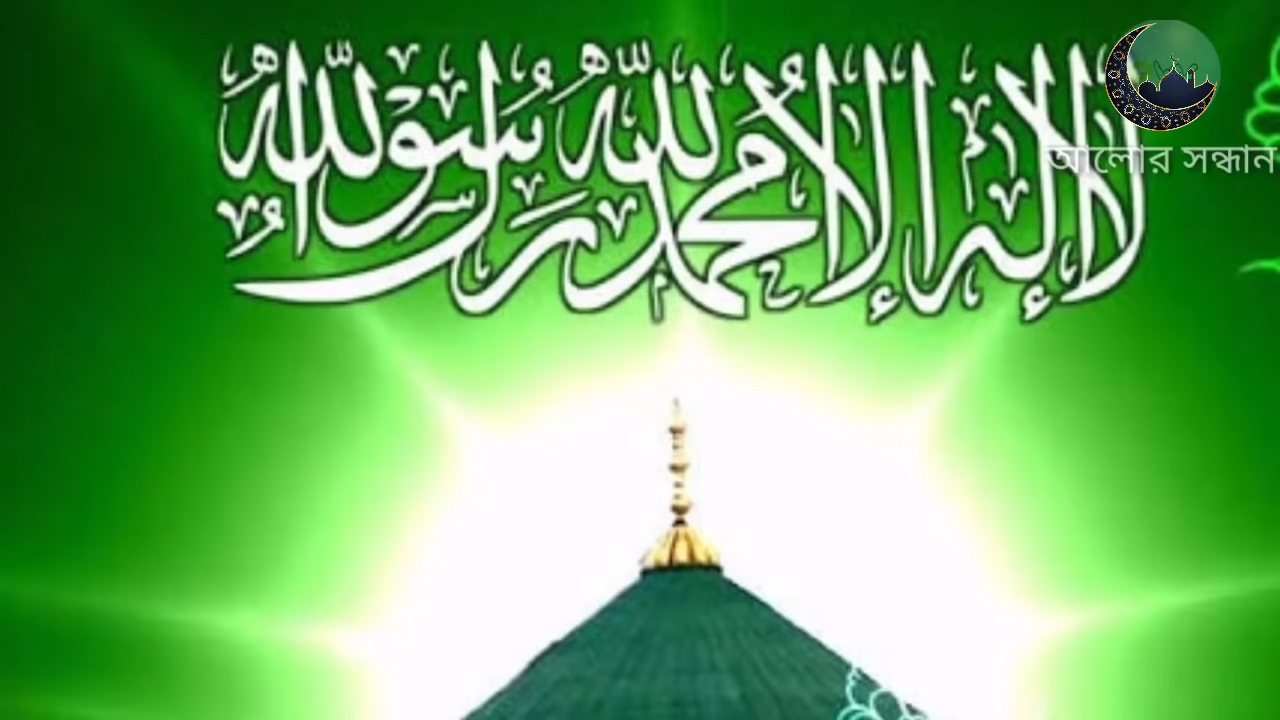 لا إله إلا الله محمد رسول الله
আলোর সন্ধান